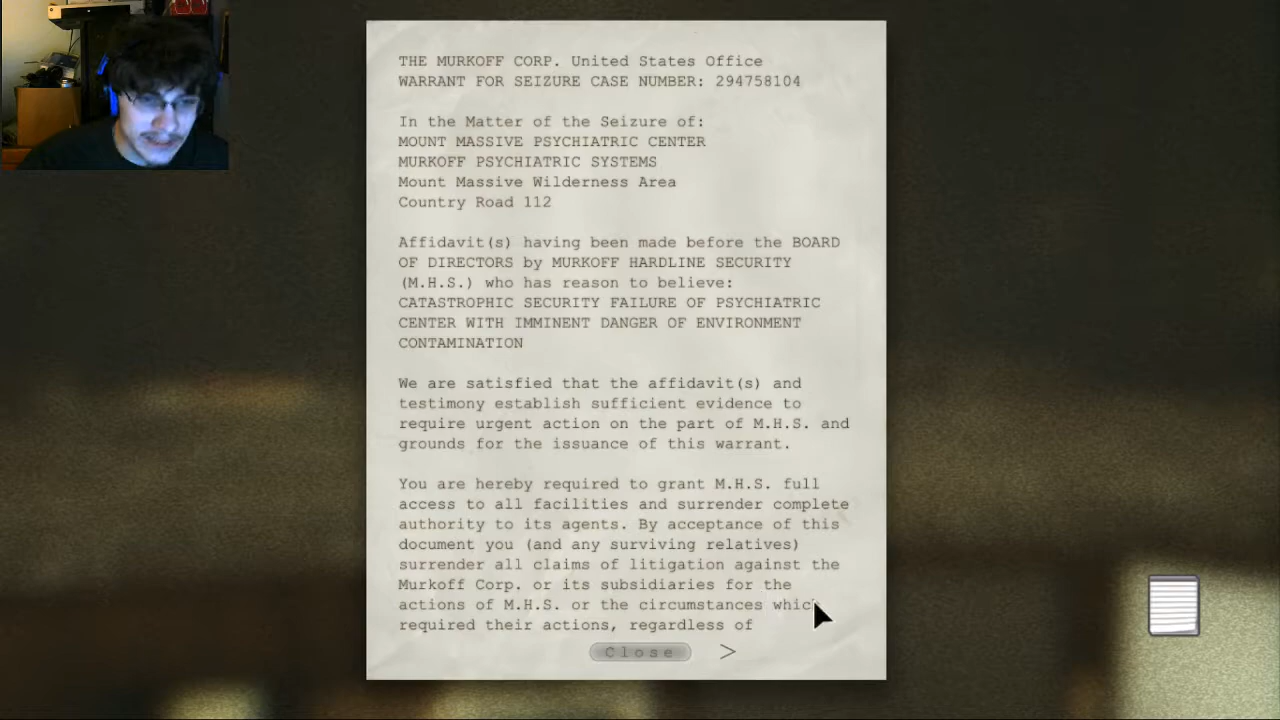 THE MURKOFF CORP. United States Office
WARRANT FOR SEIZURE CASE NUMBER: 294758104
In the Matter of the Seizure of:
MOUNT MASSIVE PSYCHIATRIC CENTER
MURKOFF PSYCHIATRIC SYSTEMS
Mount Massive Wilderness Area
Country Road 112
Affidavit(s) having been made before the BOARD
OF DIRECTORS by MURKOFF HARDLINE SECURITY
(M.H.S.) who has reason to believe:
CATASTROPHIC SECURITY FAILURE OF PSYCHIATRIC
CENTER WITH IMMINENT DANGER OF ENVIRONMENT
CONTAMINATION
We are satisfied that the affidavit(s) and
testimony establish sufficient evidence to
require urgent action on the part of M.H.S. and
grounds for the issuance of this warrant.
You are hereby required to grant M.H.S. full
access to all facilities and surrender complete
authority to its agents. By acceptance of this
document you (and any surviving relatives)
surrender all claims of litigation against the
Murkoff Corp. or its subsidiaries for the
actions of M.H.S. or the circumstances which
required their actions, regardless of
Close >